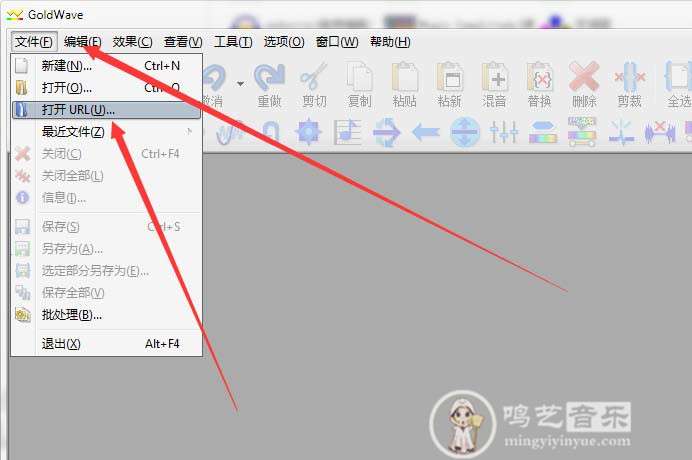 GoldWave
文件(F) 编辑(E) 效果(C) 查看(V) 工具(T) 选项(O) 窗口(W) 帮助(H)
撤消 重做 剪切 复制 粘贴 粘新 混音 替换 删除 剪裁 全选
新建(N)... Ctrl+N
打开(O)... Ctrl+O
打开 URL(U)...
最近文件(Z)
关闭(C) Ctrl+F4
关闭全部(L)
信息(I)...
保存(S) Ctrl+S
另存为(A)...
选定部分另存为(E)...
保存全部(V)
批处理(B)...
退出(X) Alt+F4
鸣艺音乐
mingyiyinyue.com